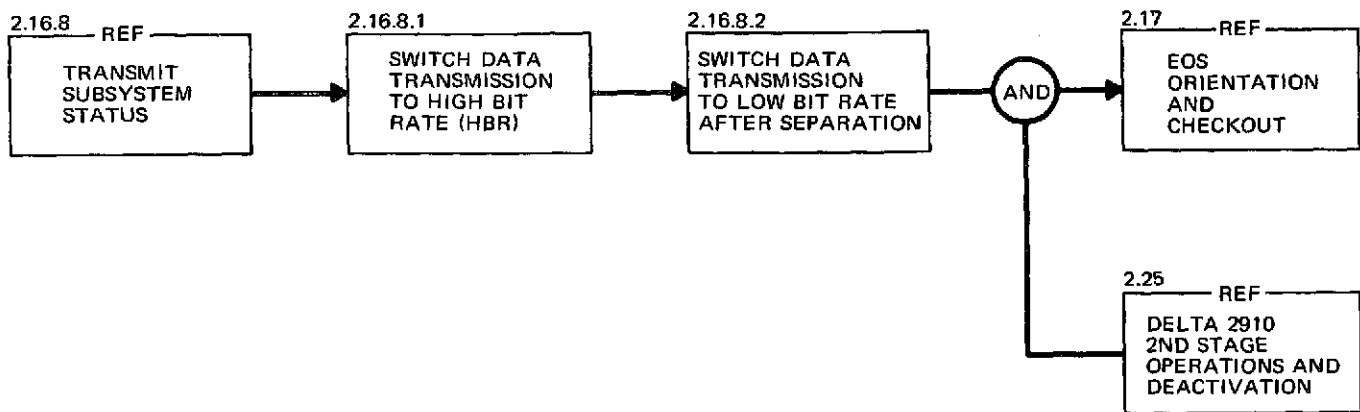 2.16.8
REF
TRANSMIT
SUBSYSTEM
STATUS
2.16.8.1
SWITCH DATA
TRANSMISSION
TO HIGH BIT
RATE (HBR)
2.16.8.2
SWITCH DATA
TRANSMISSION
TO LOW BIT RATE
AFTER SEPARATION
AND
2.17
REF
EOS
ORIENTATION
AND
CHECKOUT
2.25
REF
DELTA 2910
2ND STAGE
OPERATIONS AND
DEACTIVATION